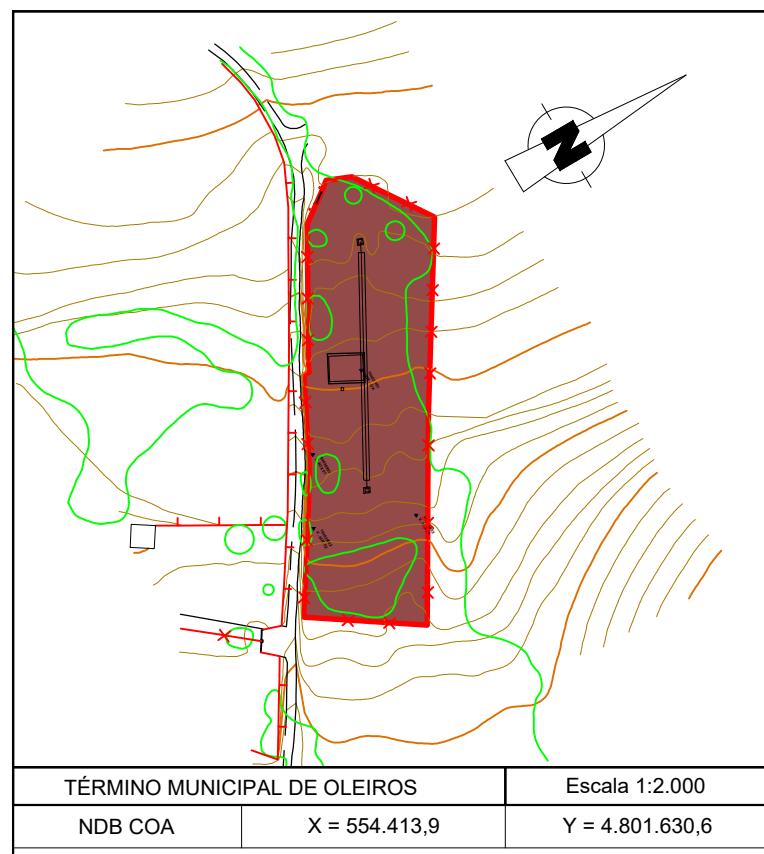 N
TÉRMINO MUNICIPAL DE OLEIROS
Escala 1:2.000
NDB COA
X = 554.413,9
Y = 4.801.630,6